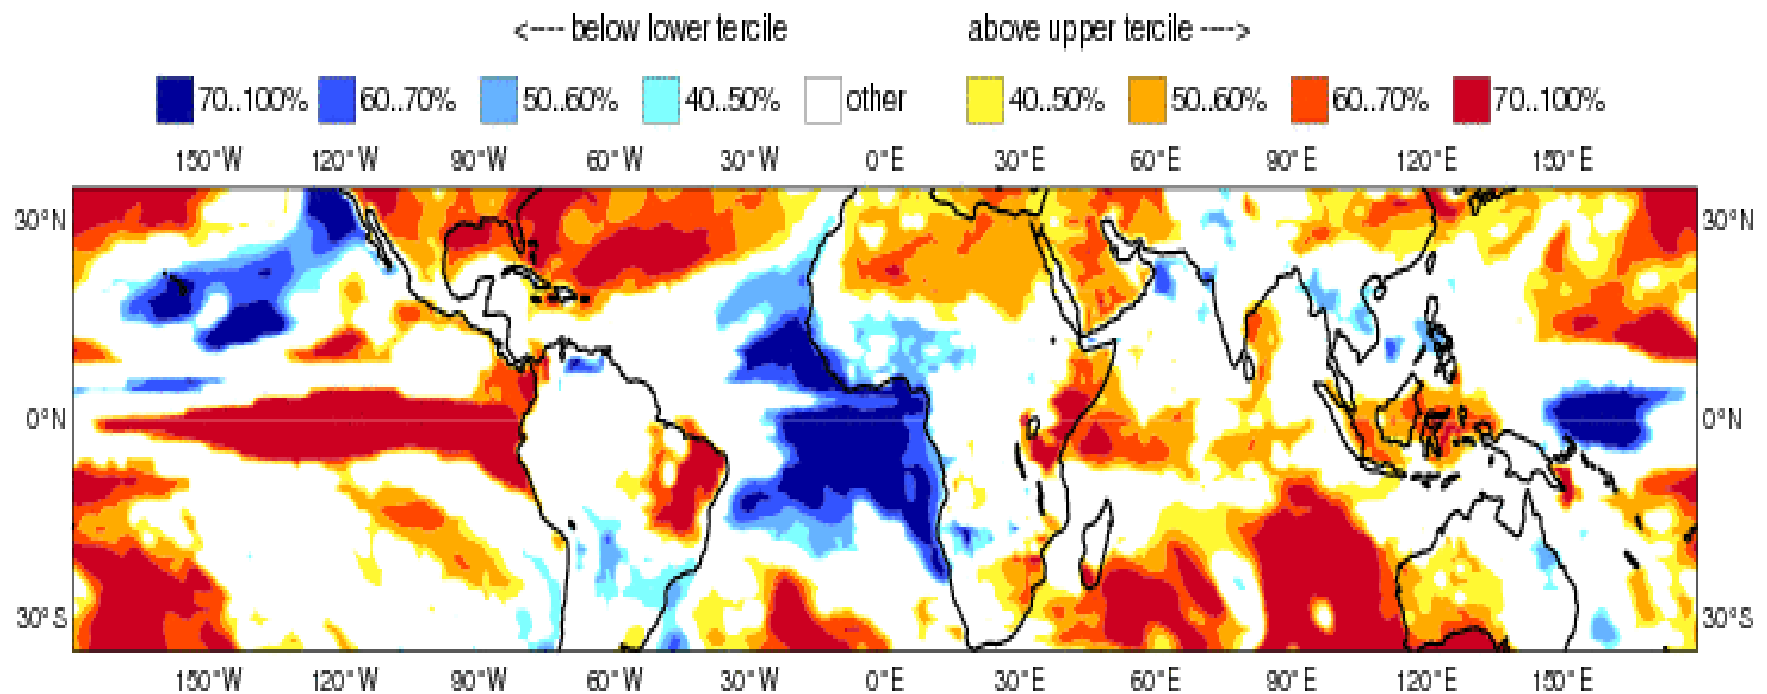 <---- below lower tercile above upper tercile ---->
70..100% 60..70% 50..60% 40..50% other 40..50% 50..60% 60..70% 70..100%
150°W 120°W 90°W 60°W 30°W 0°E 30°E 60°E 90°E 120°E 150°E
30°N 30°N
0°N 0°N
30°S 30°S
150°W 120°W 90°W 60°W 30°W 0°E 30°E 60°E 90°E 120°E 150°E